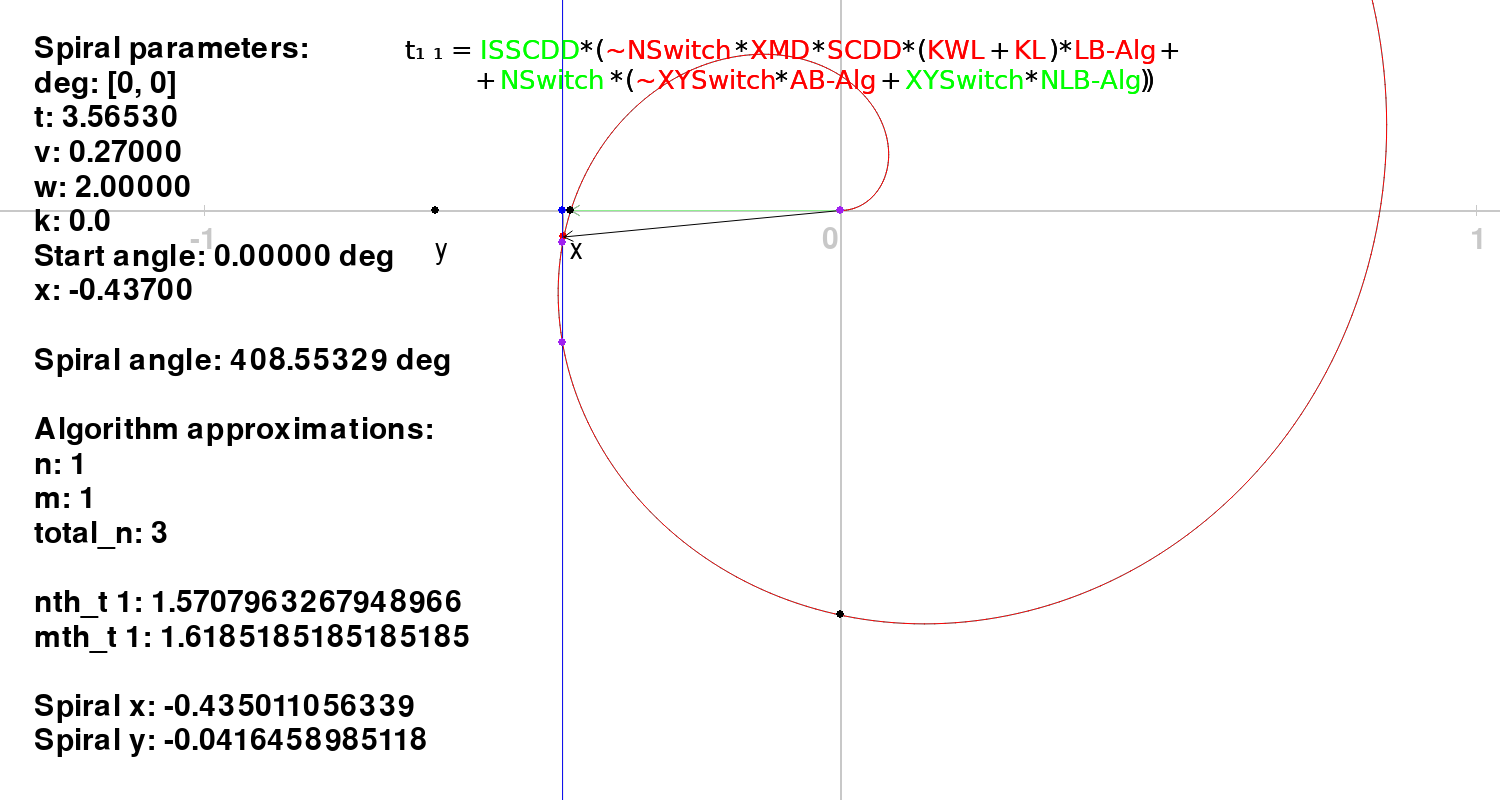 Spiral parameters:
deg: [0, 0]
t: 3.56530
v: 0.27000
w: 2.00000
k: 0.0
Start angle: 0.00000 deg
x: -0.43700
Spiral angle: 408.55329 deg
Algorithm approximations:
n: 1
m: 1
total_n: 3
nth_t 1: 1.5707963267948966
mth_t 1: 1.6185185185185185
Spiral x: -0.435011056339
Spiral y: -0.0416458985118
t₁ ₁ = ISSCDD*(~NSwitch*XMD*SCDD*(KWL+KL)*LB-Alg+
+NSwitch*(~XYSwitch*AB-Alg+XYSwitch*NLB-Alg))
-1
0
1
y
x